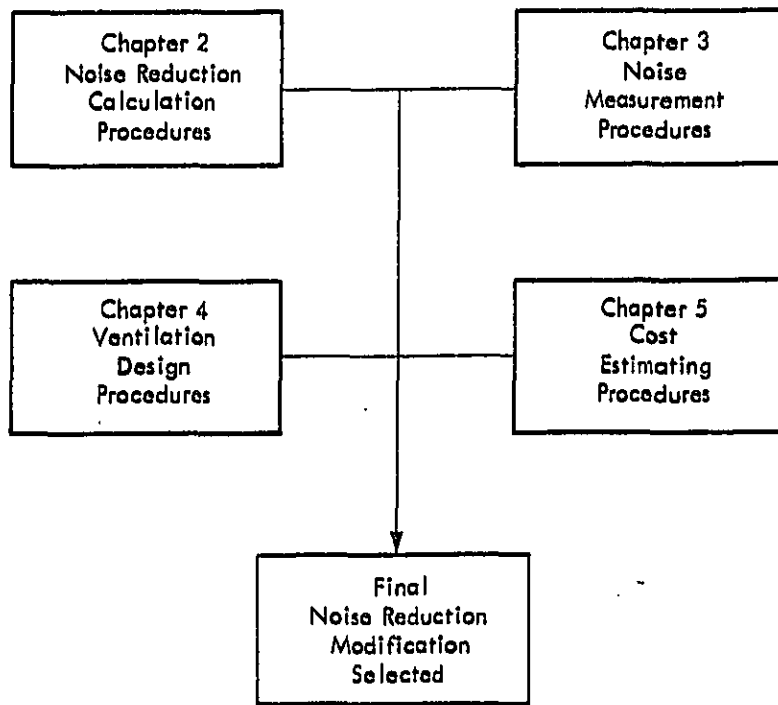 Chapter 2
Noise Reduction
Calculation
Procedures
Chapter 3
Noise
Measurement
Procedures
Chapter 4
Ventilation
Design
Procedures
Chapter 5
Cost
Estimating
Procedures
Final
Noise Reduction
Modification
Selected